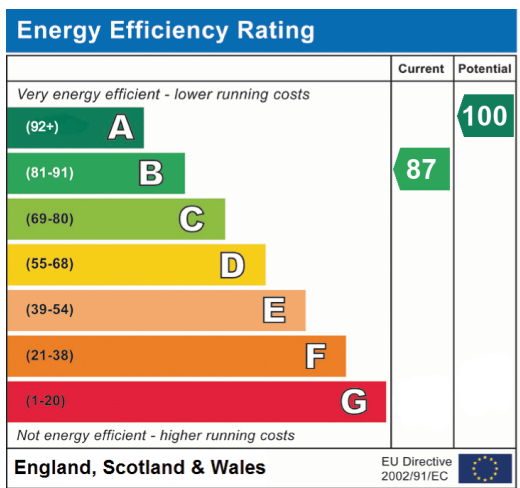 Energy Efficiency Rating
Current Potential
Very energy efficient - lower running costs
(92+) A 100
(81-91) B 87
(69-80) C
(55-68) D
(39-54) E
(21-38) F
(1-20) G
Not energy efficient - higher running costs
England, Scotland & Wales
EU Directive
2002/91/EC